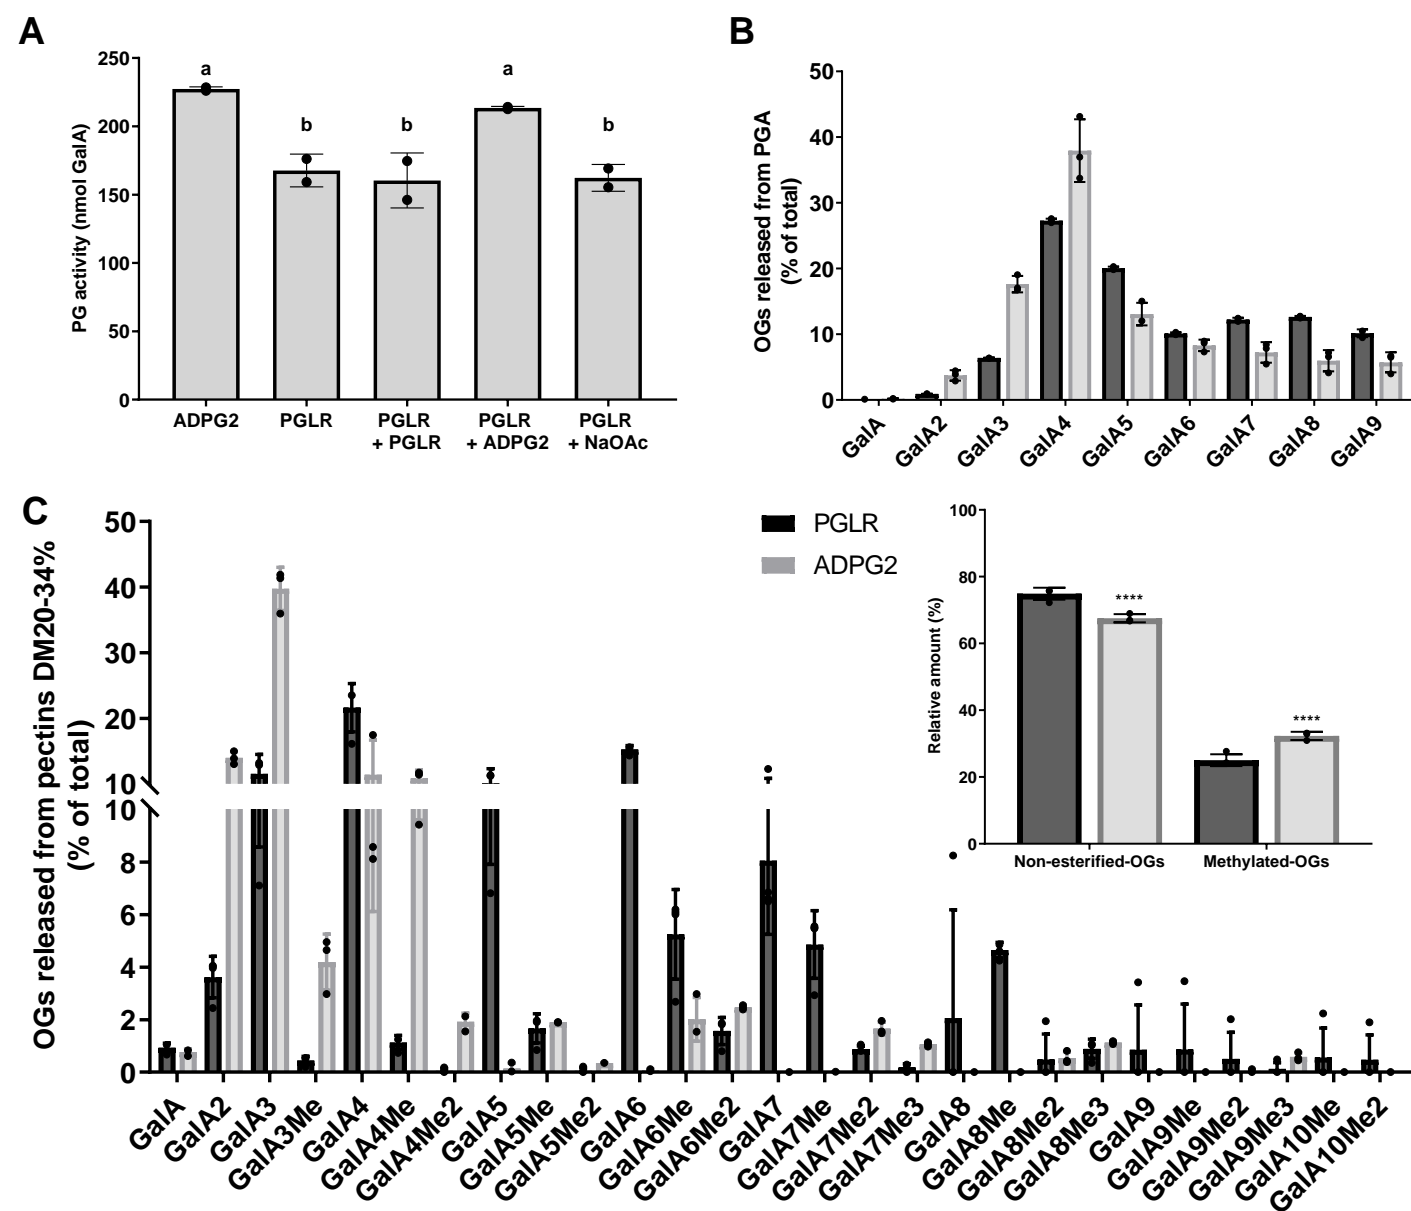 A
PG activity (nmol GalA)
250
200
150
100
50
0
a
b
b
a
b
ADPG2
PGLR
PGLR
+ PGLR
PGLR
+ ADPG2
PGLR
+ NaOAc
B
OGs released from PGA
(% of total)
50
40
30
20
10
0
GalA
GalA2
GalA3
GalA4
GalA5
GalA6
GalA7
GalA8
GalA9
C
OGs released from pectins DM20-34%
(% of total)
50
40
30
20
10
10
8
6
4
2
0
GalA
GalA2
GalA3
GalA3Me
GalA4
GalA4Me
GalA4Me2
GalA5
GalA5Me
GalA5Me2
GalA6
GalA6Me
GalA6Me2
GalA7
GalA7Me
GalA7Me2
GalA7Me3
GalA8
GalA8Me
GalA8Me2
GalA8Me3
GalA9
GalA9Me
GalA9Me2
GalA9Me3
GalA10Me
GalA10Me2
PGLR
ADPG2
Relative amount (%)
100
80
60
40
20
0
****
****
Non-esterified-OGs
Methylated-OGs